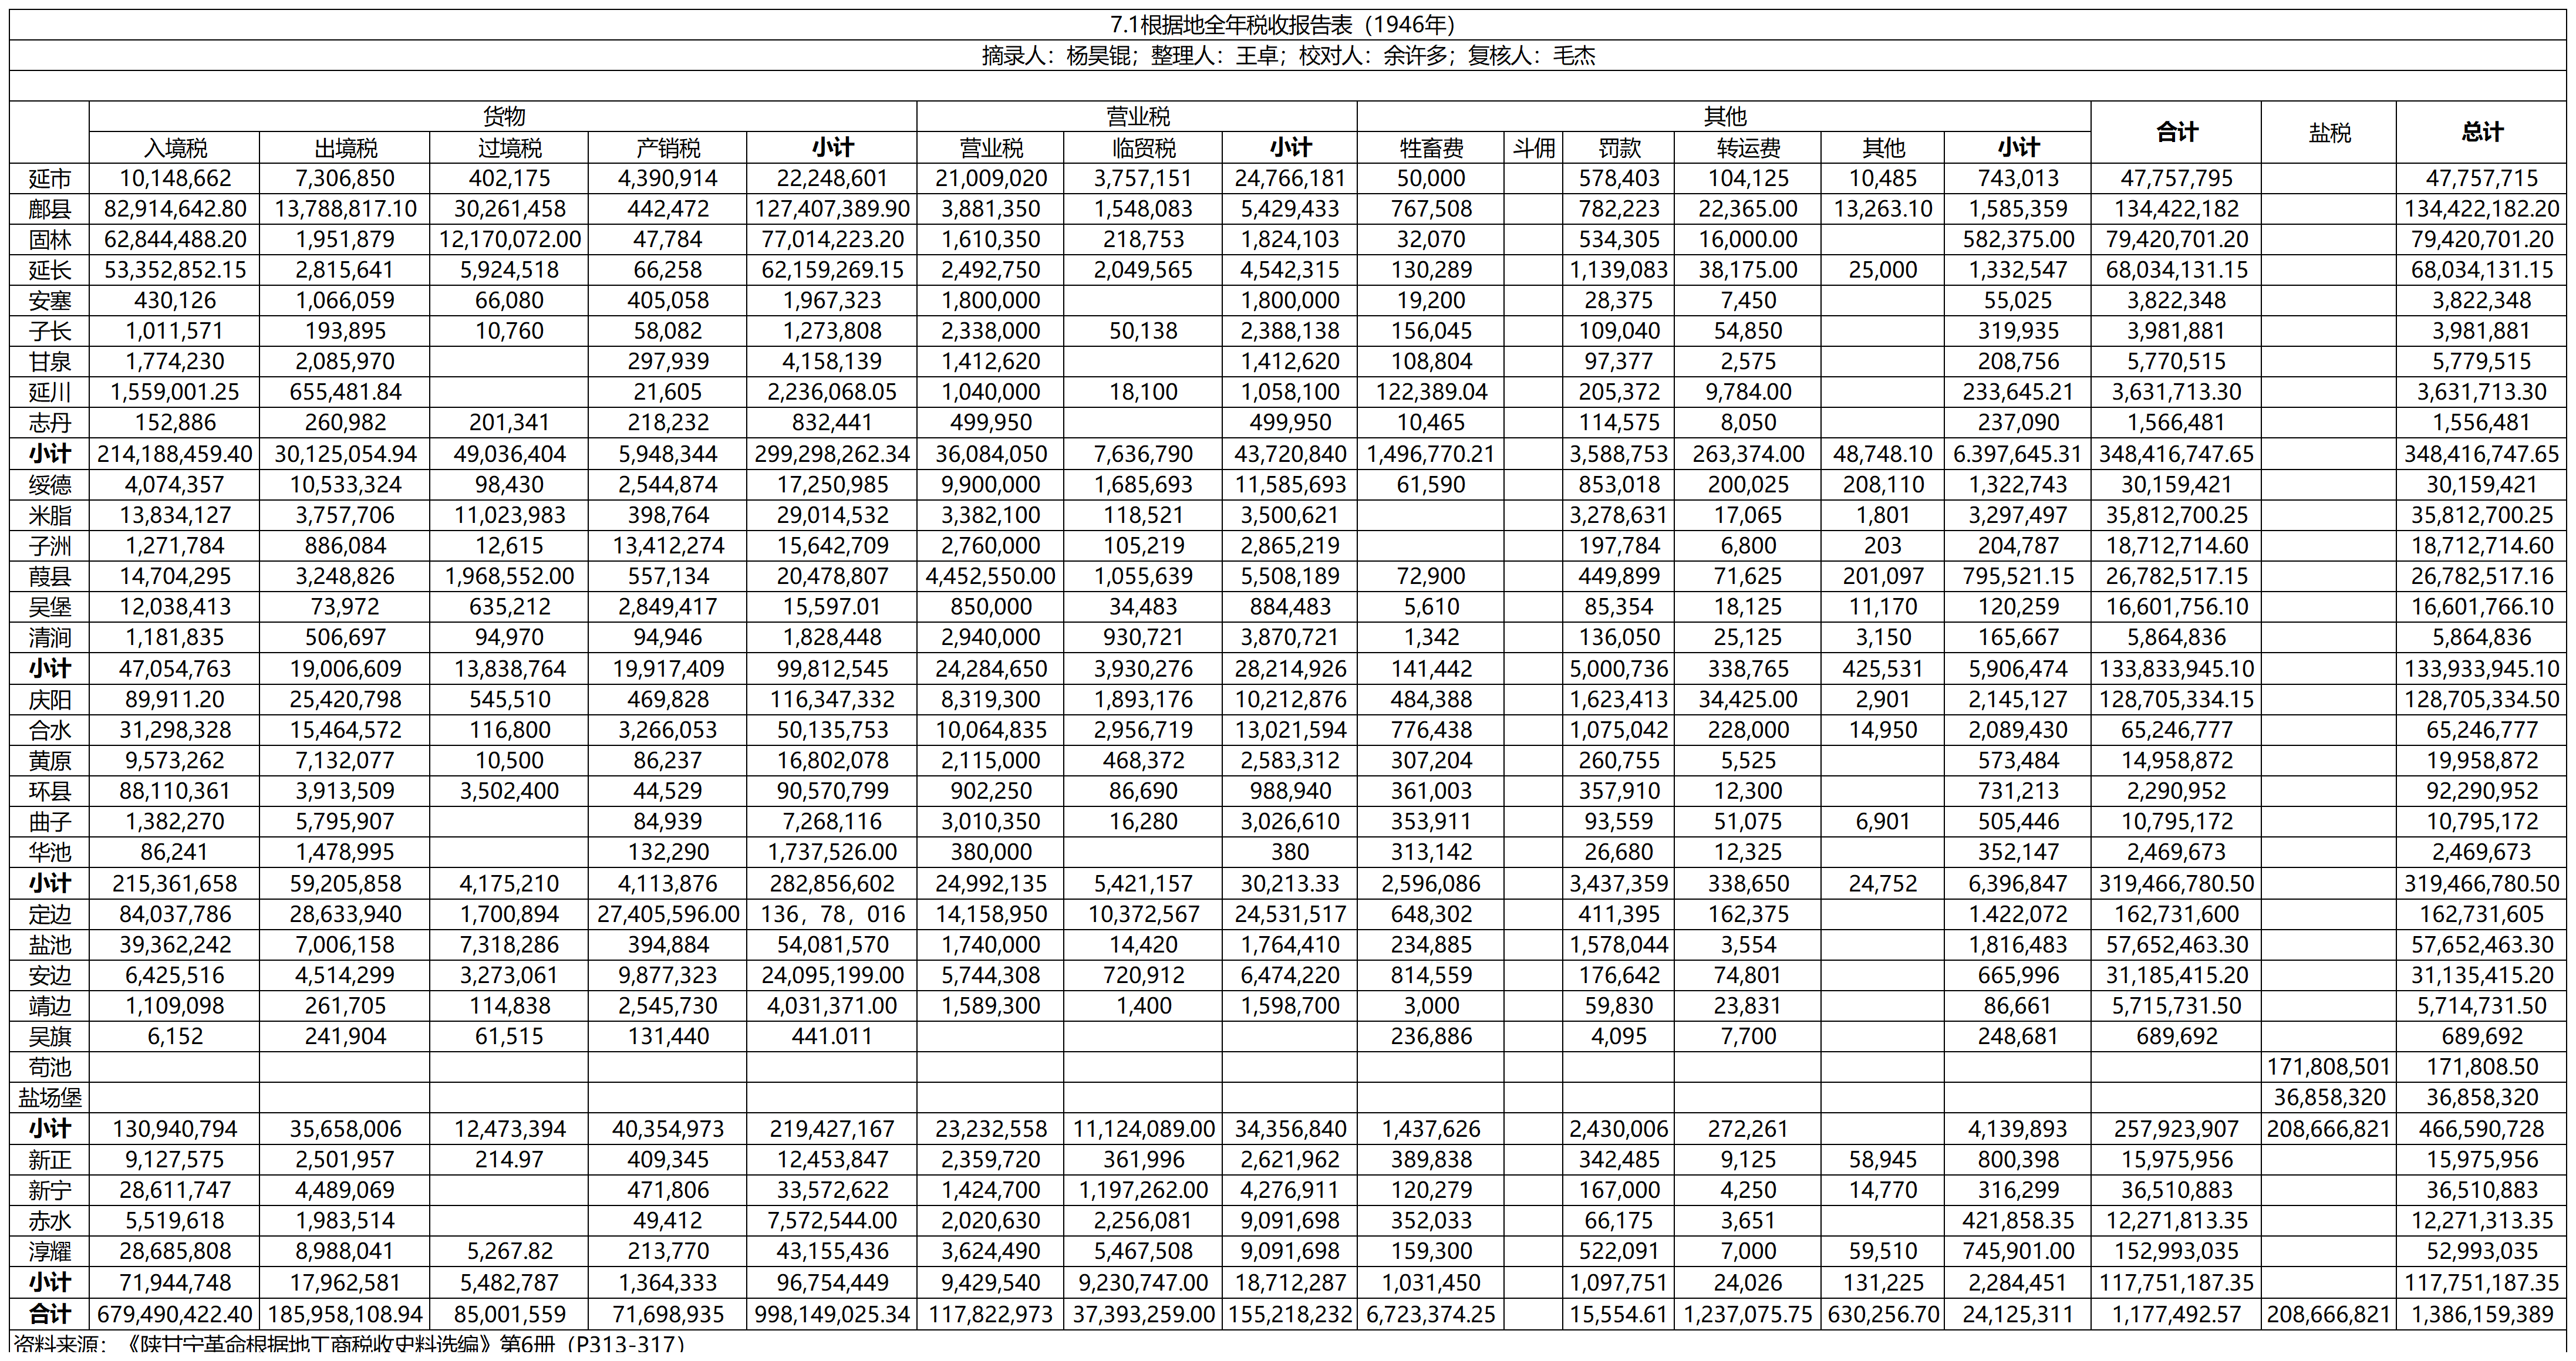 7.1根据地全年税收报告表（1946年）
摘录人：杨昊锟；整理人：王卓；校对人：余许多；复核人：毛杰
货物 营业税 其他 合计 盐税 总计
入境税 出境税 过境税 产销税 小计 营业税 临贸税 小计 牲畜费 斗佣 罚款 转运费 其他 小计
延市 10,148,662 7,306,850 402,175 4,390,914 22,248,601 21,009,020 3,757,151 24,766,181 50,000 578,403 104,125 10,485 743,013 47,757,795 47,757,715
鄜县 82,914,642.80 13,788,817.10 30,261,458 442,472 127,407,389.90 3,881,350 1,548,083 5,429,433 767,508 782,223 22,365.00 13,263.10 1,585,359 134,422,182 134,422,182.20
固林 62,844,488.20 1,951,879 12,170,072.00 47,784 77,014,223.20 1,610,350 218,753 1,824,103 32,070 534,305 16,000.00 582,375.00 79,420,701.20 79,420,701.20
延长 53,352,852.15 2,815,641 5,924,518 66,258 62,159,269.15 2,492,750 2,049,565 4,542,315 130,289 1,139,083 38,175.00 25,000 1,332,547 68,034,131.15 68,034,131.15
安塞 430,126 1,066,059 66,080 405,058 1,967,323 1,800,000 1,800,000 19,200 28,375 7,450 55,025 3,822,348 3,822,348
子长 1,011,571 193,895 10,760 58,082 1,273,808 2,338,000 50,138 2,388,138 156,045 109,040 54,850 319,935 3,981,881 3,981,881
甘泉 1,774,230 2,085,970 297,939 4,158,139 1,412,620 1,412,620 108,804 97,377 2,575 208,756 5,770,515 5,779,515
延川 1,559,001.25 655,481.84 21,605 2,236,068.05 1,040,000 18,100 1,058,100 122,389.04 205,372 9,784.00 233,645.21 3,631,713.30 3,631,713.30
志丹 152,886 260,982 201,341 218,232 832,441 499,950 499,950 10,465 114,575 8,050 237,090 1,566,481 1,556,481
小计 214,188,459.40 30,125,054.94 49,036,404 5,948,344 299,298,262.34 36,084,050 7,636,790 43,720,840 1,496,770.21 3,588,753 263,374.00 48,748.10 6.397,645.31 348,416,747.65 348,416,747.65
绥德 4,074,357 10,533,324 98,430 2,544,874 17,250,985 9,900,000 1,685,693 11,585,693 61,590 853,018 200,025 208,110 1,322,743 30,159,421 30,159,421
米脂 13,834,127 3,757,706 11,023,983 398,764 29,014,532 3,382,100 118,521 3,500,621 3,278,631 17,065 1,801 3,297,497 35,812,700.25 35,812,700.25
子洲 1,271,784 886,084 12,615 13,412,274 15,642,709 2,760,000 105,219 2,865,219 197,784 6,800 203 204,787 18,712,714.60 18,712,714.60
葭县 14,704,295 3,248,826 1,968,552.00 557,134 20,478,807 4,452,550.00 1,055,639 5,508,189 72,900 449,899 71,625 201,097 795,521.15 26,782,517.15 26,782,517.16
吴堡 12,038,413 73,972 635,212 2,849,417 15,597.01 850,000 34,483 884,483 5,610 85,354 18,125 11,170 120,259 16,601,756.10 16,601,766.10
清涧 1,181,835 506,697 94,970 94,946 1,828,448 2,940,000 930,721 3,870,721 1,342 136,050 25,125 3,150 165,667 5,864,836 5,864,836
小计 47,054,763 19,006,609 13,838,764 19,917,409 99,812,545 24,284,650 3,930,276 28,214,926 141,442 5,000,736 338,765 425,531 5,906,474 133,833,945.10 133,933,945.10
庆阳 89,911.20 25,420,798 545,510 469,828 116,347,332 8,319,300 1,893,176 10,212,876 484,388 1,623,413 34,425.00 2,901 2,145,127 128,705,334.15 128,705,334.50
合水 31,298,328 15,464,572 116,800 3,266,053 50,135,753 10,064,835 2,956,719 13,021,594 776,438 1,075,042 228,000 14,950 2,089,430 65,246,777 65,246,777
黄原 9,573,262 7,132,077 10,500 86,237 16,802,078 2,115,000 468,372 2,583,312 307,204 260,755 5,525 573,484 14,958,872 19,958,872
环县 88,110,361 3,913,509 3,502,400 44,529 90,570,799 902,250 86,690 988,940 361,003 357,910 12,300 731,213 2,290,952 92,290,952
曲子 1,382,270 5,795,907 84,939 7,268,116 3,010,350 16,280 3,026,610 353,911 93,559 51,075 6,901 505,446 10,795,172 10,795,172
华池 86,241 1,478,995 132,290 1,737,526.00 380,000 380 313,142 26,680 12,325 352,147 2,469,673 2,469,673
小计 215,361,658 59,205,858 4,175,210 4,113,876 282,856,602 24,992,135 5,421,157 30,213.33 2,596,086 3,437,359 338,650 24,752 6,396,847 319,466,780.50 319,466,780.50
定边 84,037,786 28,633,940 1,700,894 27,405,596.00 136，78，016 14,158,950 10,372,567 24,531,517 648,302 411,395 162,375 1.422,072 162,731,600 162,731,605
盐池 39,362,242 7,006,158 7,318,286 394,884 54,081,570 1,740,000 14,420 1,764,410 234,885 1,578,044 3,554 1,816,483 57,652,463.30 57,652,463.30
安边 6,425,516 4,514,299 3,273,061 9,877,323 24,095,199.00 5,744,308 720,912 6,474,220 814,559 176,642 74,801 665,996 31,185,415.20 31,135,415.20
靖边 1,109,098 261,705 114,838 2,545,730 4,031,371.00 1,589,300 1,400 1,598,700 3,000 59,830 23,831 86,661 5,715,731.50 5,714,731.50
吴旗 6,152 241,904 61,515 131,440 441.011 236,886 4,095 7,700 248,681 689,692 689,692
苟池 171,808,501 171,808.50
盐场堡 36,858,320 36,858,320
小计 130,940,794 35,658,006 12,473,394 40,354,973 219,427,167 23,232,558 11,124,089.00 34,356,840 1,437,626 2,430,006 272,261 4,139,893 257,923,907 208,666,821 466,590,728
新正 9,127,575 2,501,957 214.97 409,345 12,453,847 2,359,720 361,996 2,621,962 389,838 342,485 9,125 58,945 800,398 15,975,956 15,975,956
新宁 28,611,747 4,489,069 471,806 33,572,622 1,424,700 1,197,262.00 4,276,911 120,279 167,000 4,250 14,770 316,299 36,510,883 36,510,883
赤水 5,519,618 1,983,514 49,412 7,572,544.00 2,020,630 2,256,081 9,091,698 352,033 66,175 3,651 421,858.35 12,271,813.35 12,271,313.35
淳耀 28,685,808 8,988,041 5,267.82 213,770 43,155,436 3,624,490 5,467,508 9,091,698 159,300 522,091 7,000 59,510 745,901.00 152,993,035 52,993,035
小计 71,944,748 17,962,581 5,482,787 1,364,333 96,754,449 9,429,540 9,230,747.00 18,712,287 1,031,450 1,097,751 24,026 131,225 2,284,451 117,751,187.35 117,751,187.35
合计 679,490,422.40 185,958,108.94 85,001,559 71,698,935 998,149,025.34 117,822,973 37,393,259.00 155,218,232 6,723,374.25 15,554.61 1,237,075.75 630,256.70 24,125,311 1,177,492.57 208,666,821 1,386,159,389
资料来源：《陕甘宁革命根据地工商税收史料选编》第6册（P313-317）